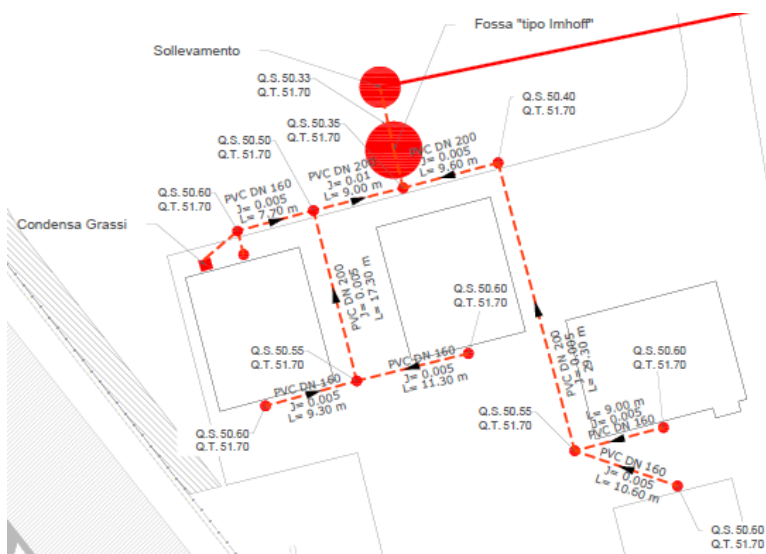 Fossa "tipo Imhoff"
Sollevamento
Q.S.50.33
Q.T.51.70
Q.S.50.40
Q.T.51.70
Q.S.50.35
Q.T.51.70
Q.S.50.50
Q.T.51.70
PVC DN 200
J= 0.005
L= 9.60 m
PVC DN 200
J= 0.01
L= 9.00 m
Q.S.50.60
Q.T.51.70
PVC DN 160
J= 0.005
L= 7.70 m
Condensa Grassi
PVC DN 200
J= 0.005
L= 17.30 m
Q.S.50.60
Q.T.51.70
PVC DN 200
J= 0.005
L= 25.30 m
Q.S.50.60
Q.T.51.70
Q.S.50.55
Q.T.51.70
PVC DN 160
J= 0.005
L= 9.30 m
PVC DN 160
J= 0.005
L= 11.30 m
Q.S.50.60
Q.T.51.70
Q.S.50.55
Q.T.51.70
= 9.00 m
J= 0.005
PVC DN 160
PVC DN 160
J= 0.005
L= 10.60 m
Q.S.50.60
Q.T.51.70